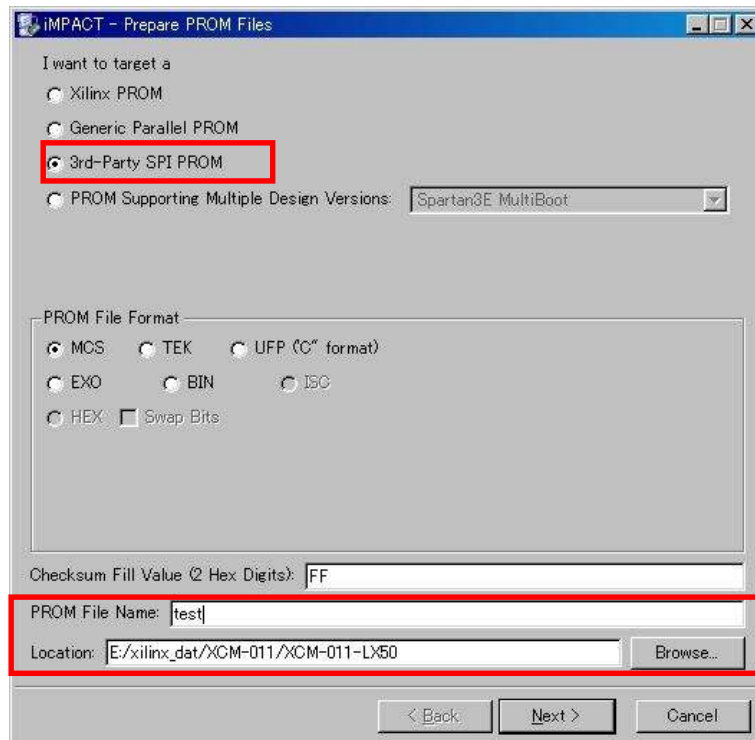 iMPACT - Prepare PROM Files
I want to target a
Xilinx PROM
Generic Parallel PROM
3rd-Party SPI PROM
PROM Supporting Multiple Design Versions: Spartan3E MultiBoot
PROM File Format
MCS TEK UFP ("C" format)
EXO BIN ISC
HEX Swap Bits
Checksum Fill Value (2 Hex Digits): FF
PROM File Name: test
Location: E:/xilinx_dat/XCM-011/XCM-011-LX50 Browse...
< Back Next > Cancel